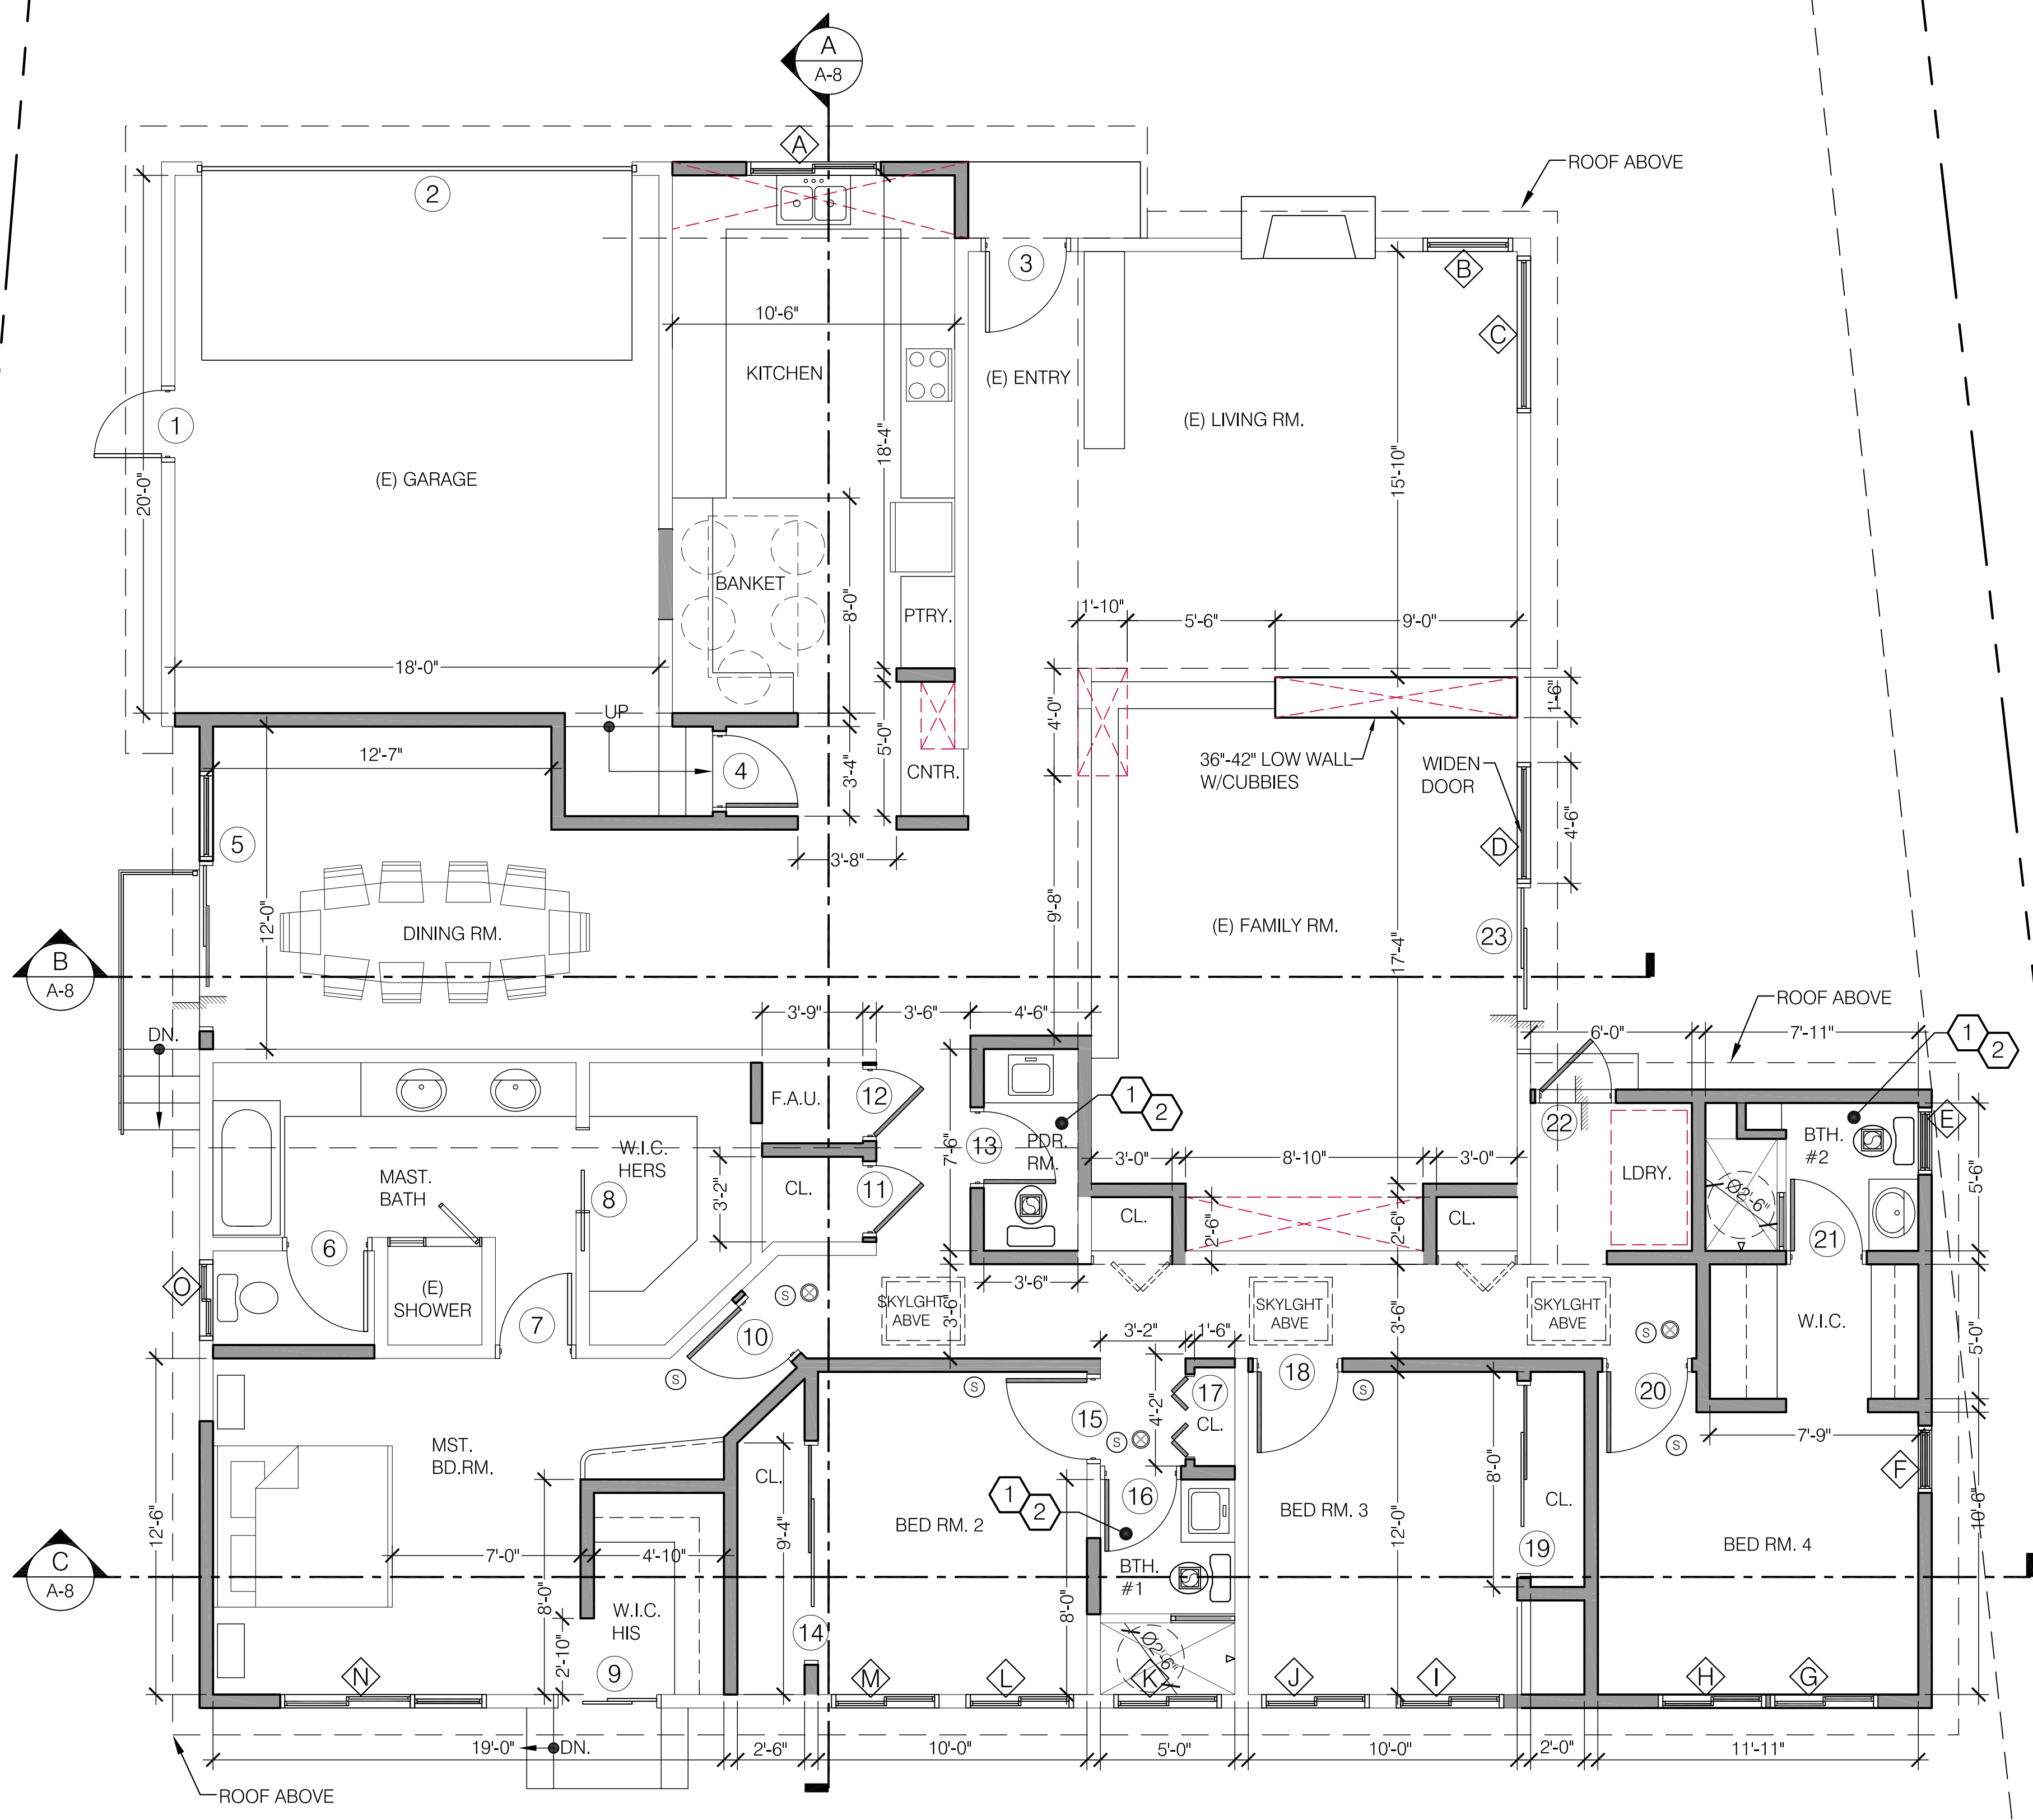 A
A-8
A
ROOF ABOVE
2
3
B
10'-6"
C
KITCHEN
(E) ENTRY
1
(E) LIVING RM.
18'-4"
15'-10"
(E) GARAGE
20'-0"
BANKET
8'-0"
PTRY.
1'-10"
5'-6"
9'-0"
18'-0"
UP
4'-0"
1'-6"
5'-0"
12'-7"
4
3'-4"
CNTR.
36"-42" LOW WALL
W/CUBBIES
WIDEN
DOOR
4'-6"
5
D
3'-8"
9'-8"
12'-0"
DINING RM.
(E) FAMILY RM.
23
17'-4"
B
A-8
ROOF ABOVE
DN.
3'-9"
3'-6"
4'-6"
6'-0"
7'-11"
1
2
F.A.U.
12
1
2
22
E
13
PDR.
RM.
7'-6"
BTH.
#2
W.I.C.
HERS
3'-0"
8'-10"
3'-0"
LDRY.
5'-6"
MAST.
BATH
8
3'-2"
CL.
11
Ø2'-6"
6
CL.
2'-6"
2'-6"
CL.
21
O
(E)
SHOWER
3'-6"
S
SKYLGHT
ABVE
SKYLGHT
ABVE
SKYLGHT
ABVE
W.I.C.
7
10
3'-6"
3'-2"
1'-6"
3'-6"
S
5'-0"
S
S
17
18
S
20
15
4'-2"
CL.
S
S
7'-9"
MST.
BD.RM.
CL.
8'-0"
F
16
1
2
CL.
12'-6"
9'-4"
BED RM. 2
BED RM. 3
12'-0"
10'-6"
7'-0"
4'-10"
19
BED RM. 4
C
A-8
BTH.
#1
8'-0"
W.I.C.
HIS
8'-0"
14
2'-10"
9
Ø2'-6"
N
M
L
K
J
I
H
G
19'-0"
DN.
2'-6"
10'-0"
5'-0"
10'-0"
2'-0"
11'-11"
ROOF ABOVE